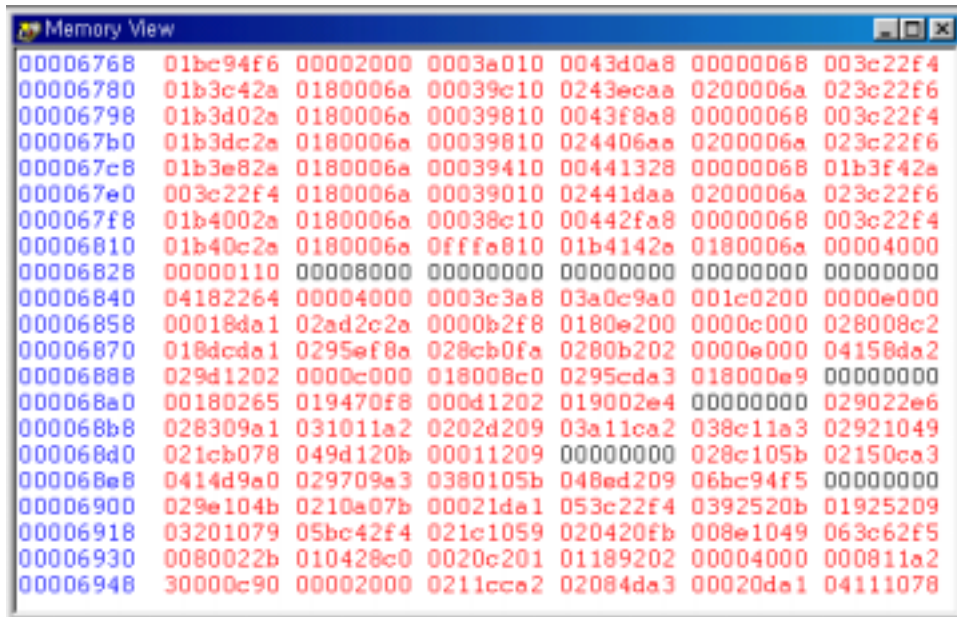 Memory View
00006768 01bc94f6 00002000 0003a010 0043d0a8 00000068 003c22f4
00006780 01b3c42a 0180006a 00039c10 0243ecaa 0200006a 023c22f6
00006798 01b3d02a 0180006a 00039810 0043f8a8 00000068 003c22f4
000067b0 01b3dc2a 0180006a 00039810 024406aa 0200006a 023c22f6
000067c8 01b3e82a 0180006a 00039410 00441328 00000068 01b3f42a
000067e0 003c22f4 0180006a 00039010 02441daa 0200006a 023c22f6
000067f8 01b4002a 0180006a 00038c10 00442fa8 00000068 003c22f4
00006810 01b40c2a 0180006a 0fffa810 01b4142a 0180006a 00004000
00006828 00000110 00008000 00000000 00000000 00000000 00000000
00006840 04182264 00004000 0003c3a8 03a0c9a0 001c0200 0000e000
00006858 00018da1 02ad2c2a 0000b2f8 0180e200 0000c000 028008c2
00006870 018dcda1 0295ef8a 028cb0fa 0280b202 0000e000 04158da2
00006888 029d1202 0000c000 018008c0 0295cda3 018000e9 00000000
000068a0 00180265 019470f8 000d1202 019002e4 00000000 029022e6
000068b8 028309a1 031011a2 0202d209 03a11ca2 038c11a3 02921049
000068d0 021cb078 049d120b 00011209 00000000 028c105b 02150ca3
000068e8 0414d9a0 029709a3 0380105b 048ed209 06bc94f5 00000000
00006900 029e104b 0210a07b 00021da1 053c22f4 0392520b 01925209
00006918 03201079 05bc42f4 021c1059 020420fb 008e1049 063c62f5
00006930 0080022b 010428c0 0020c201 01189202 00004000 000811a2
00006948 30000c90 00002000 0211cca2 02084da3 00020da1 04111078